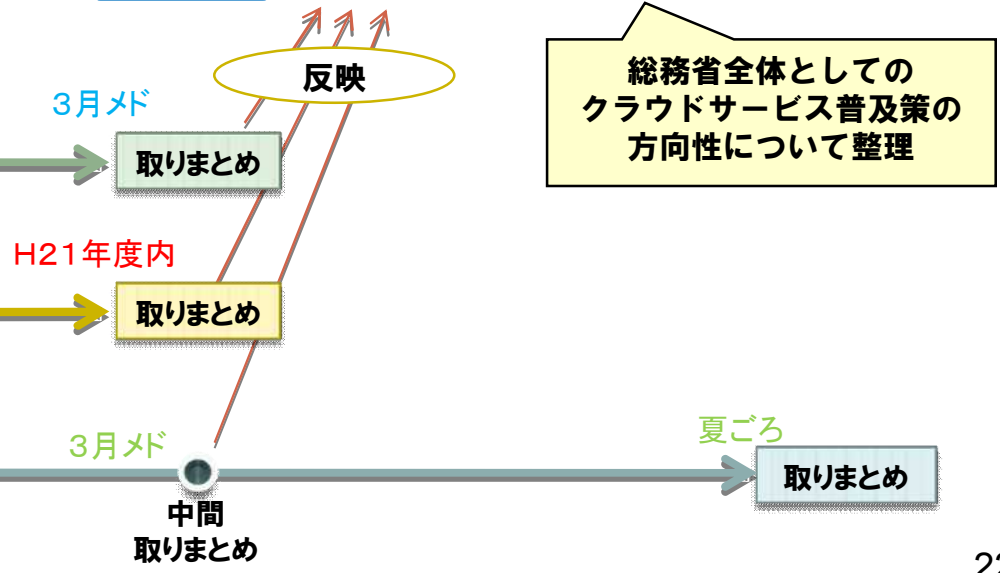 反映
総務省全体としての
クラウドサービス普及策の
方向性について整理
3月メド
取りまとめ
H21年度内
取りまとめ
3月メド
夏ごろ
取りまとめ
中間
取りまとめ
22